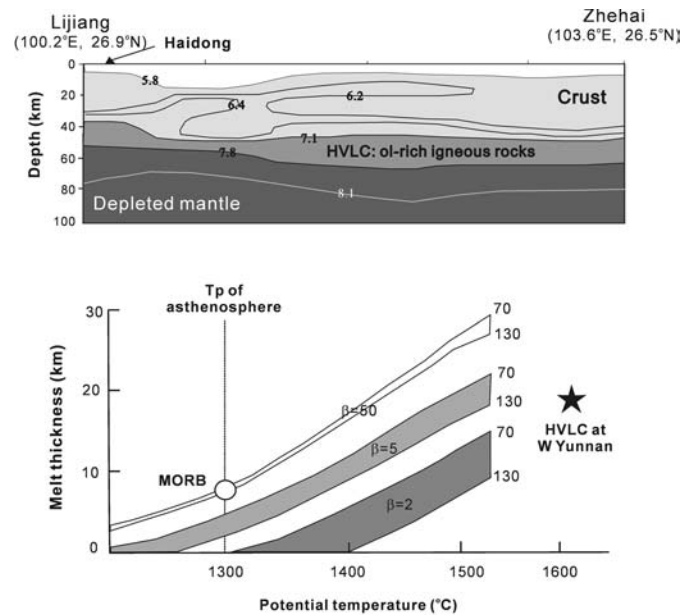 Lijiang
(100.2°E, 26.9°N)
Haidong
Zhehai
(103.6°E, 26.5°N)
0
20
40
60
80
100
Depth (km)
5.8
6.4
6.2
7.1
7.8
8.1
Crust
HVLC: ol-rich igneous rocks
Depleted mantle
Tp of
asthenosphere
30
20
10
0
Melt thickness (km)
MORB
β=50
β=5
β=2
70
130
70
130
70
130
HVLC at
W Yunnan
1300
1400
1500
1600
Potential temperature (°C)